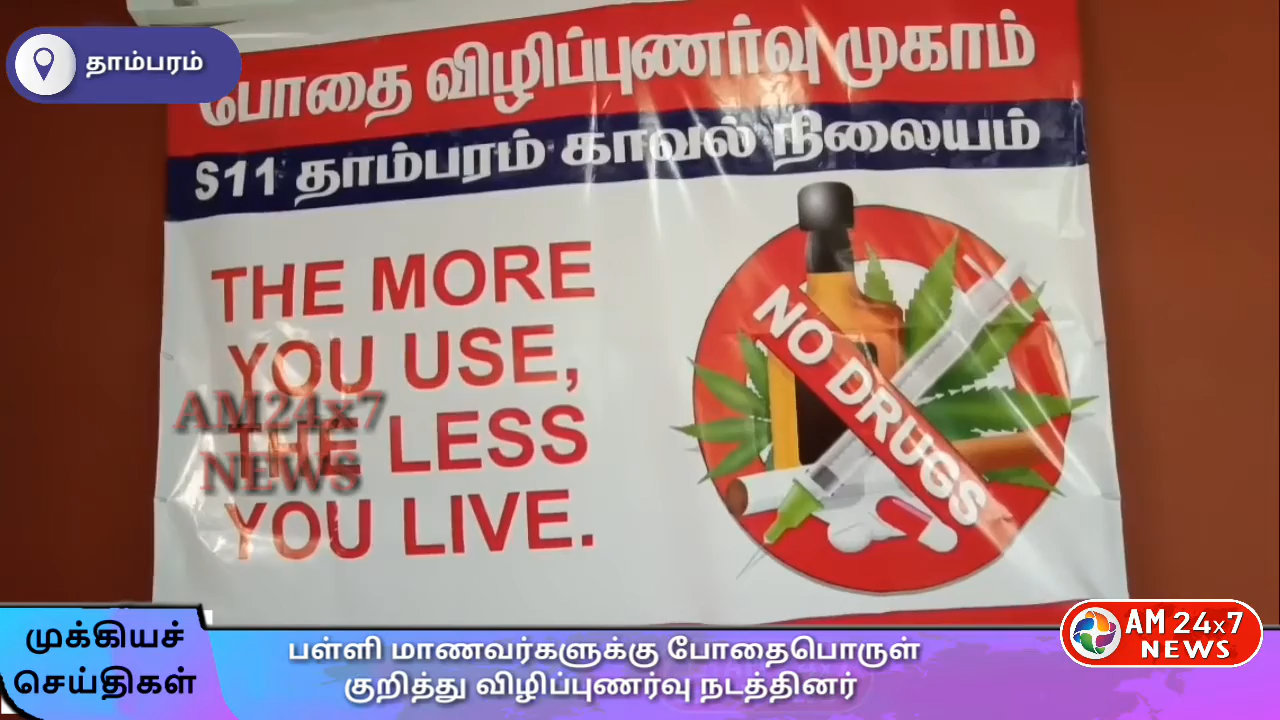 தாம்பரம்
போதை விழிப்புணர்வு முகாம்
S11 தாம்பரம் காவல் நிலையம்
THE MORE
YOU USE,
THE LESS
YOU LIVE.
NO DRUGS
AM24x7
NEWS
முக்கியச்
செய்திகள்
பள்ளி மாணவர்களுக்கு போதைபொருள்
குறித்து விழிப்புணர்வு நடத்தினர்
AM 24x7
NEWS